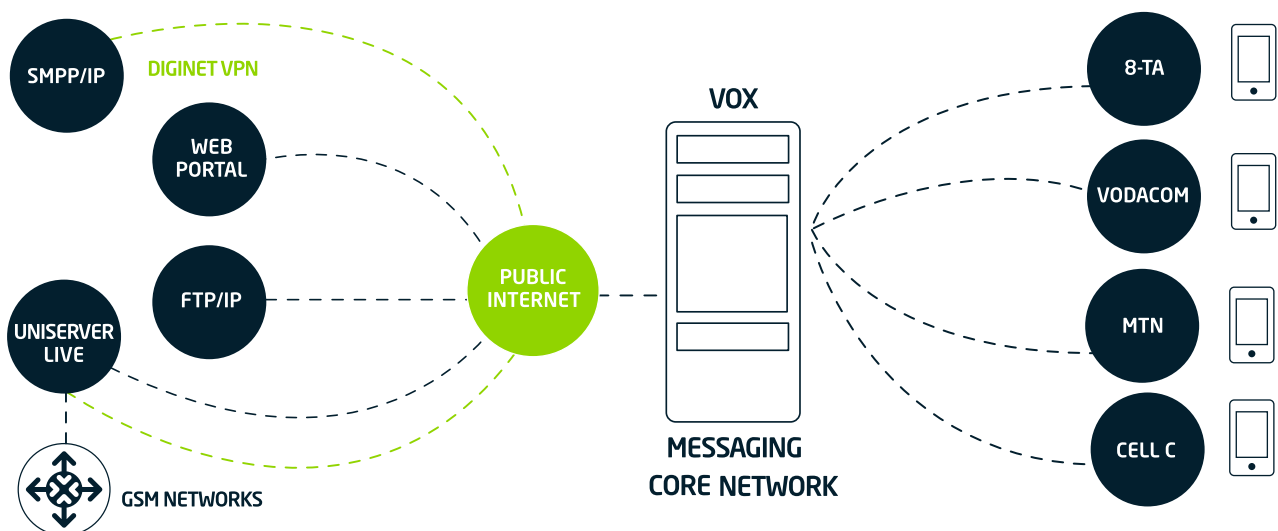 SMPP/IP
DIGINET VPN
WEB
PORTAL
FTP/IP
UNISERVER
LIVE
GSM NETWORKS
PUBLIC
INTERNET
VOX
MESSAGING
CORE NETWORK
8-TA
VODACOM
MTN
CELL C